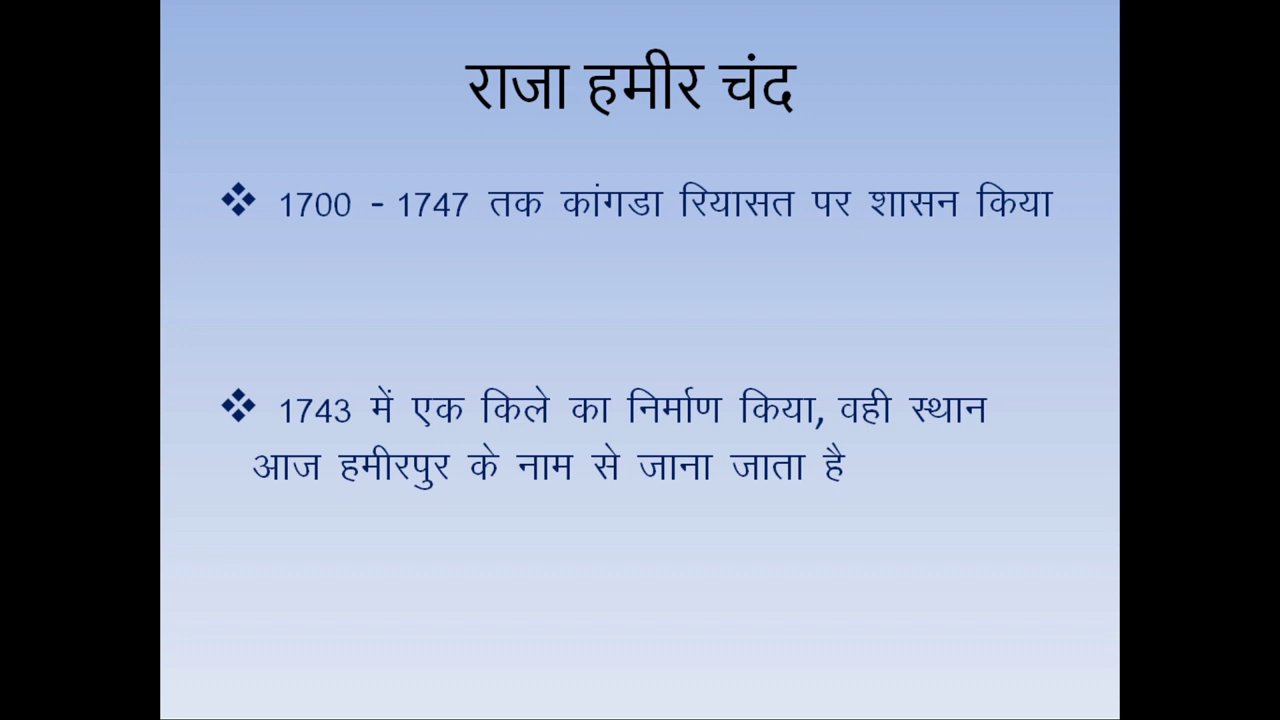 राजा हमीर चंद
❖ 1700 - 1747 तक कांगडा रियासत पर शासन किया
❖ 1743 में एक किले का निर्माण किया, वही स्थान
आज हमीरपुर के नाम से जाना जाता है